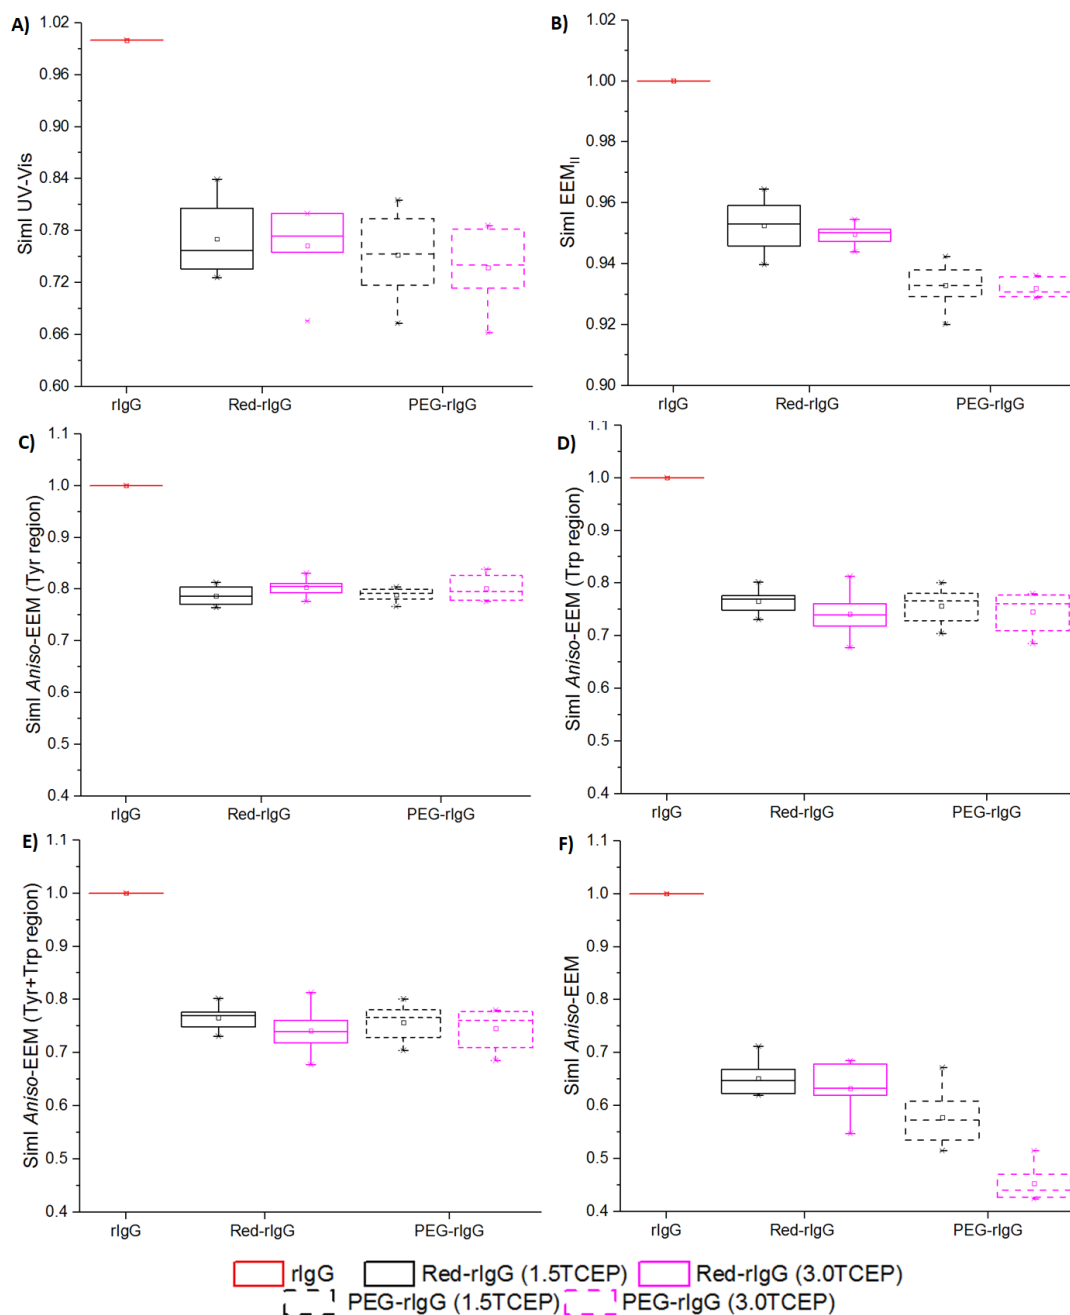 A)
1.02
0.96
0.90
0.84
0.78
0.72
0.66
0.60
SimI UV-Vis
rIgG Red-rIgG PEG-rIgG
B)
1.02
1.00
0.98
0.96
0.94
0.92
0.90
SimI EEM_II
rIgG Red-rIgG PEG-rIgG
C)
1.1
1.0
0.9
0.8
0.7
0.6
0.5
0.4
SimI Aniso-EEM (Tyr region)
rIgG Red-rIgG PEG-rIgG
D)
1.1
1.0
0.9
0.8
0.7
0.6
0.5
0.4
SimI Aniso-EEM (Trp region)
rIgG Red-rIgG PEG-rIgG
E)
1.1
1.0
0.9
0.8
0.7
0.6
0.5
0.4
SimI Aniso-EEM (Tyr+Trp region)
rIgG Red-rIgG PEG-rIgG
F)
1.1
1.0
0.9
0.8
0.7
0.6
0.5
0.4
SimI Aniso-EEM
rIgG Red-rIgG PEG-rIgG
rIgG Red-rIgG (1.5TCEP) Red-rIgG (3.0TCEP)
PEG-rIgG (1.5TCEP) PEG-rIgG (3.0TCEP)